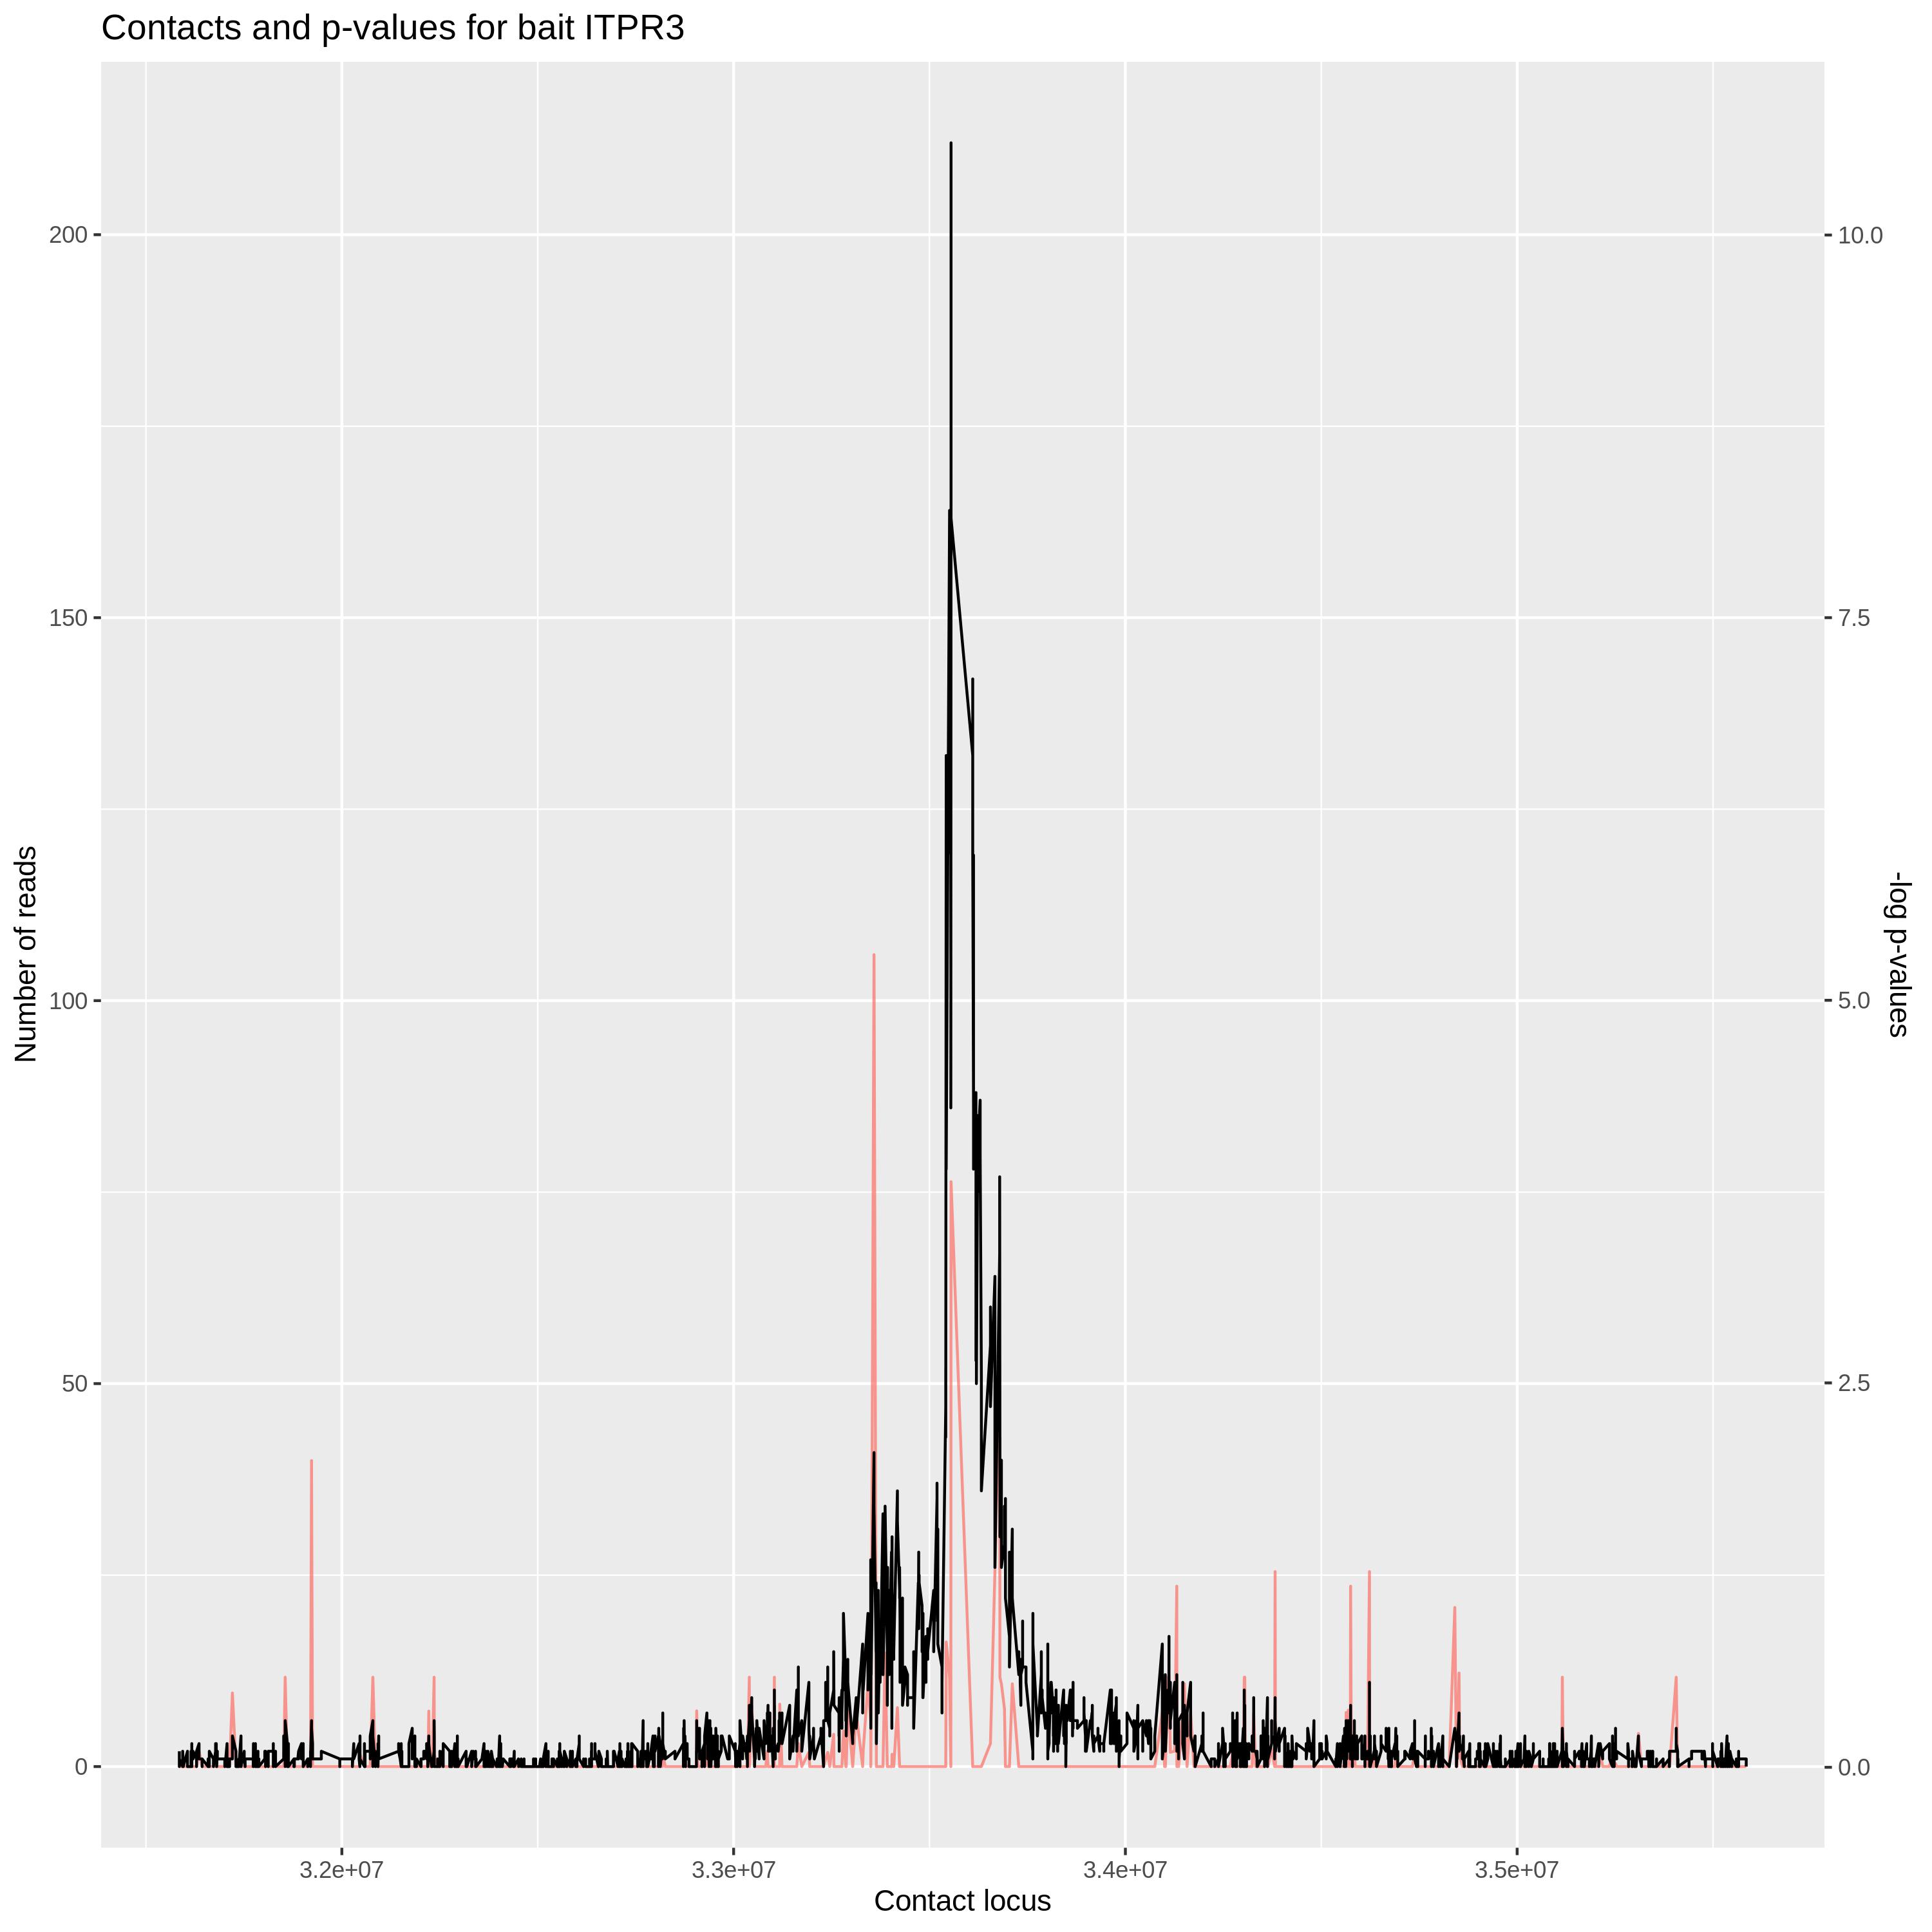 Contacts and p-values for bait ITPR3
Number of reads
200
150
100
50
0
10.0
7.5
5.0
2.5
0.0
-log p-values
3.2e+07
3.3e+07
3.4e+07
3.5e+07
Contact locus